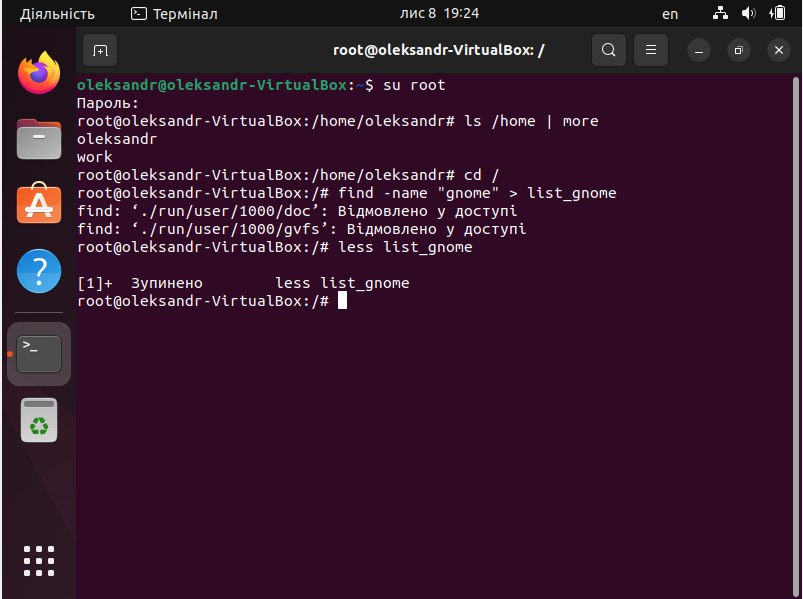 Діяльність
Термінал
лис 8 19:24
en
root@oleksandr-VirtualBox: /
oleksandr@oleksandr-VirtualBox:~$ su root
Пароль:
root@oleksandr-VirtualBox:/home/oleksandr# ls /home | more
oleksandr
work
root@oleksandr-VirtualBox:/home/oleksandr# cd /
root@oleksandr-VirtualBox:/# find -name "gnome" > list_gnome
find: ‘./run/user/1000/doc’: Відмовлено у доступі
find: ‘./run/user/1000/gvfs’: Відмовлено у доступі
root@oleksandr-VirtualBox:/# less list_gnome
[1]+  Зупинено        less list_gnome
root@oleksandr-VirtualBox:/#